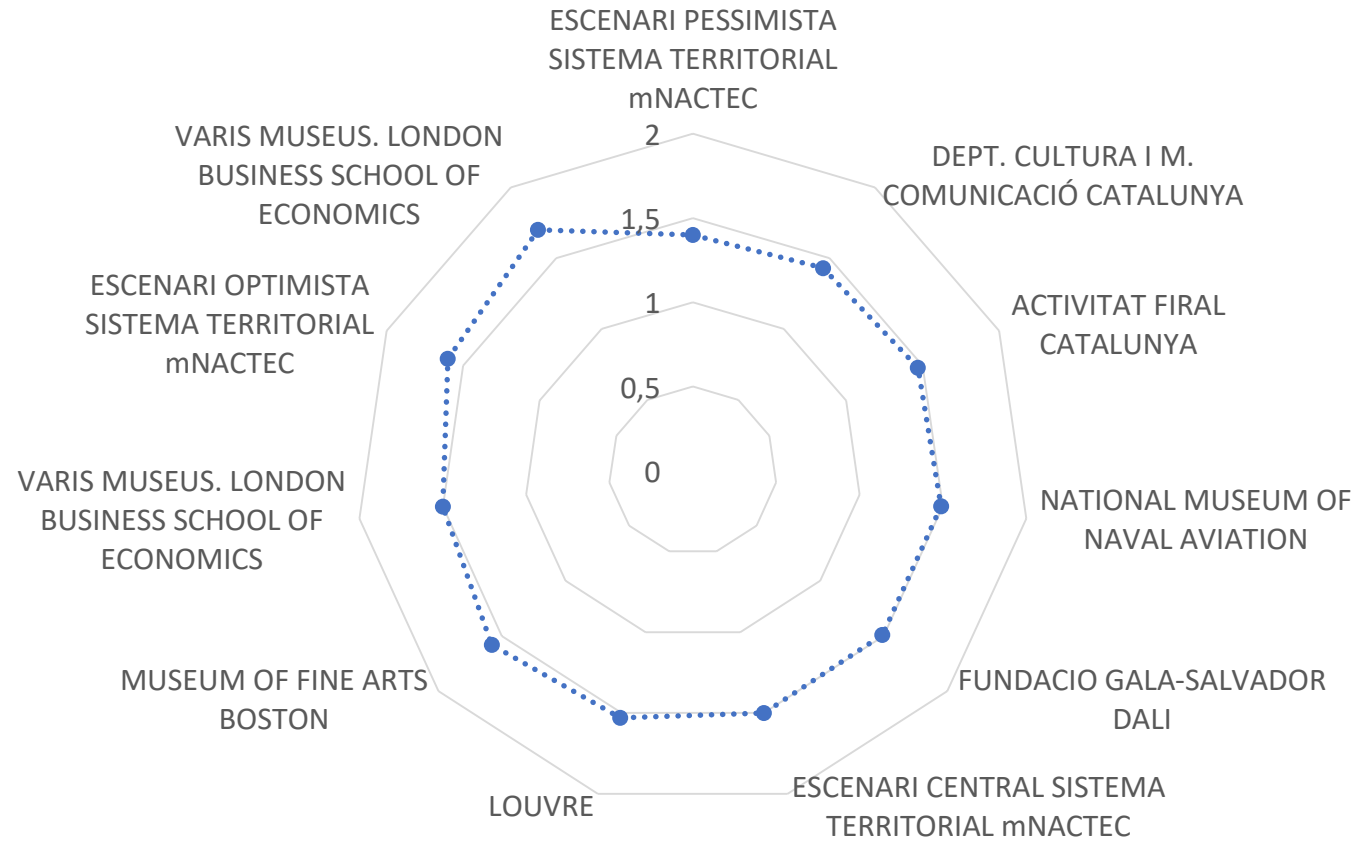 ESCENARI PESSIMISTA
SISTEMA TERRITORIAL
mNACTEC
DEPT. CULTURA I M.
COMUNICACIÓ CATALUNYA
ACTIVITAT FIRAL
CATALUNYA
NATIONAL MUSEUM OF
NAVAL AVIATION
FUNDACIO GALA-SALVADOR
DALI
ESCENARI CENTRAL SISTEMA
TERRITORIAL mNACTEC
LOUVRE
MUSEUM OF FINE ARTS
BOSTON
VARIS MUSEUS. LONDON
BUSINESS SCHOOL OF
ECONOMICS
ESCENARI OPTIMISTA
SISTEMA TERRITORIAL
mNACTEC
VARIS MUSEUS. LONDON
BUSINESS SCHOOL OF
ECONOMICS
2
1,5
1
0,5
0